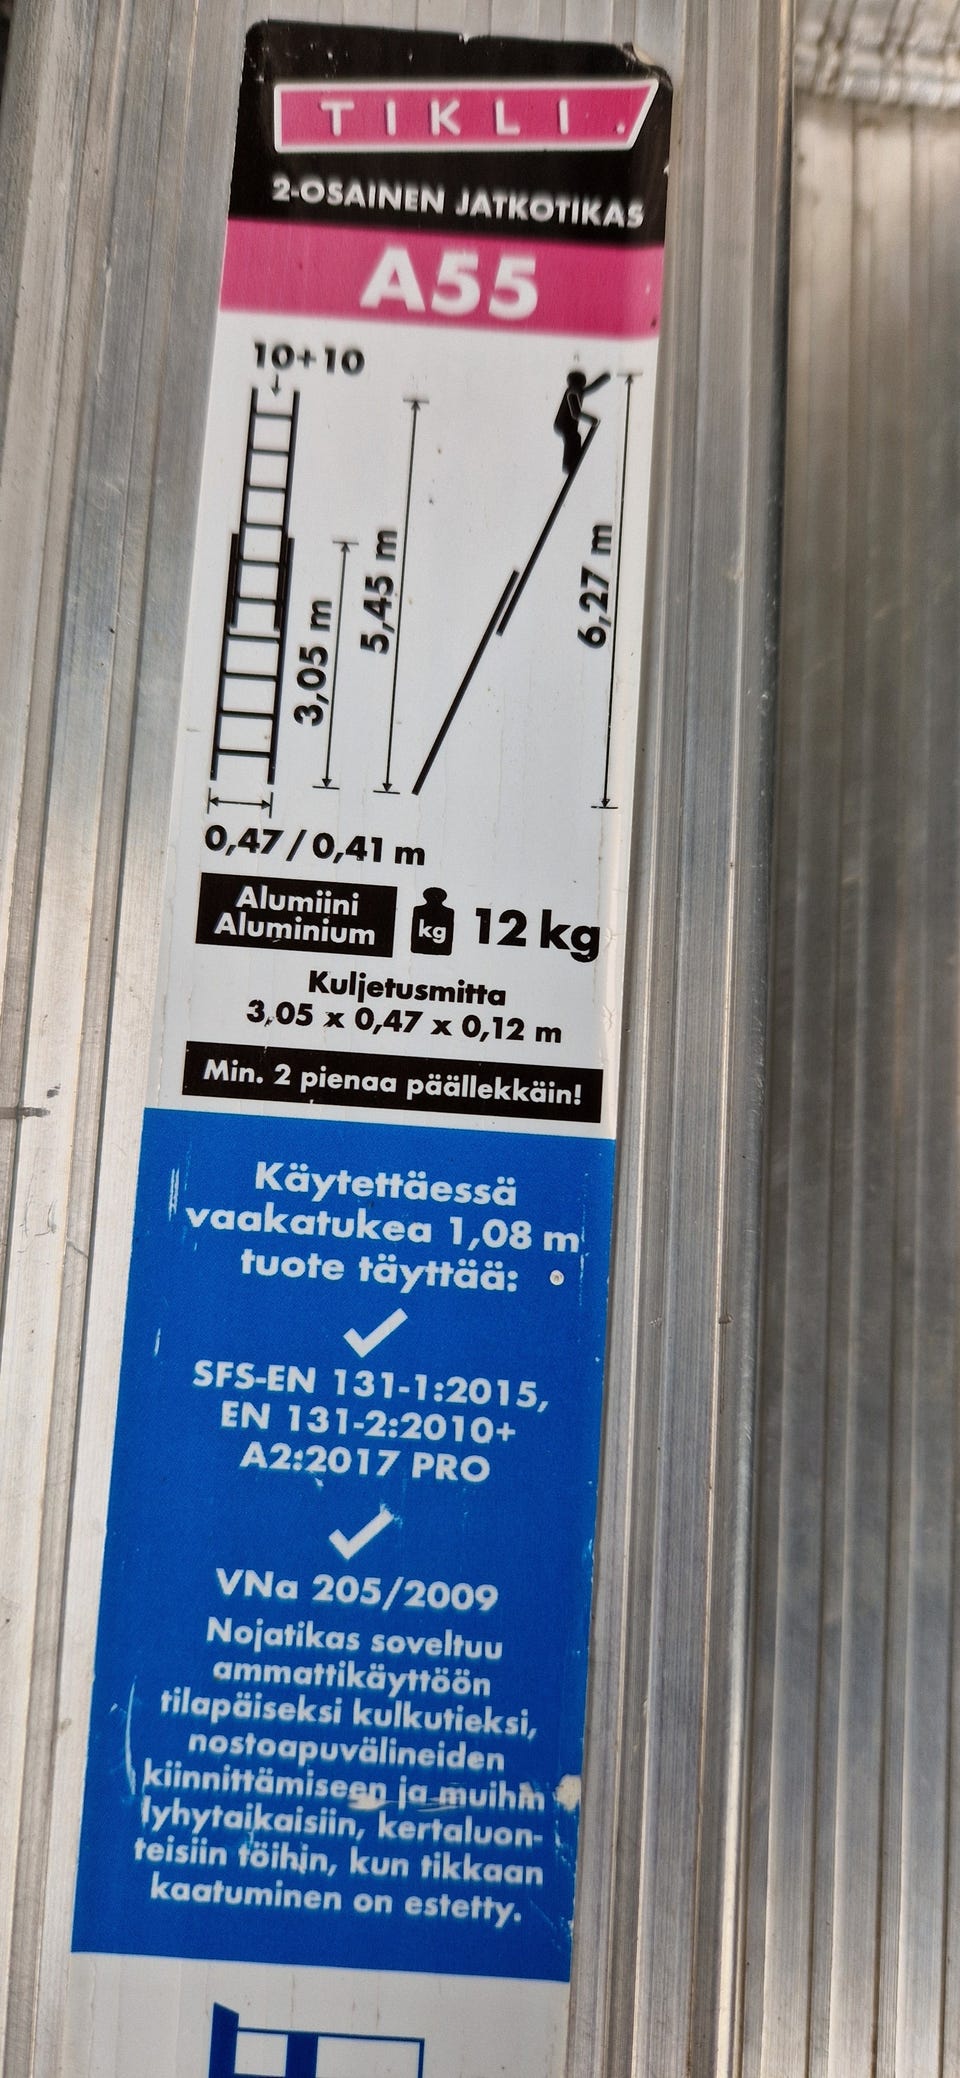 TIKLI.
2-OSAINEN JATKOTIKAS
A55
10+10
3,05 m
5,45 m
6,27 m
0,47 / 0,41 m
Alumiini
Aluminium
kg
12 kg
Kuljetusmitta
3,05 x 0,47 x 0,12 m
Min. 2 pienaa päällekkäin!
Käytettäessä
vaakatukea 1,08 m
tuote täyttää:
SFS-EN 131-1:2015,
EN 131-2:2010+
A2:2017 PRO
VNa 205/2009
Nojatikas soveltuu
ammattikäyttöön
tilapäiseksi kulkutieksi,
nostoapuvälineiden
kiinnittämiseen ja muihin
lyhytaikaisiin, kertaluon-
teisiin töihin, kun tikkaan
kaatuminen on estetty.